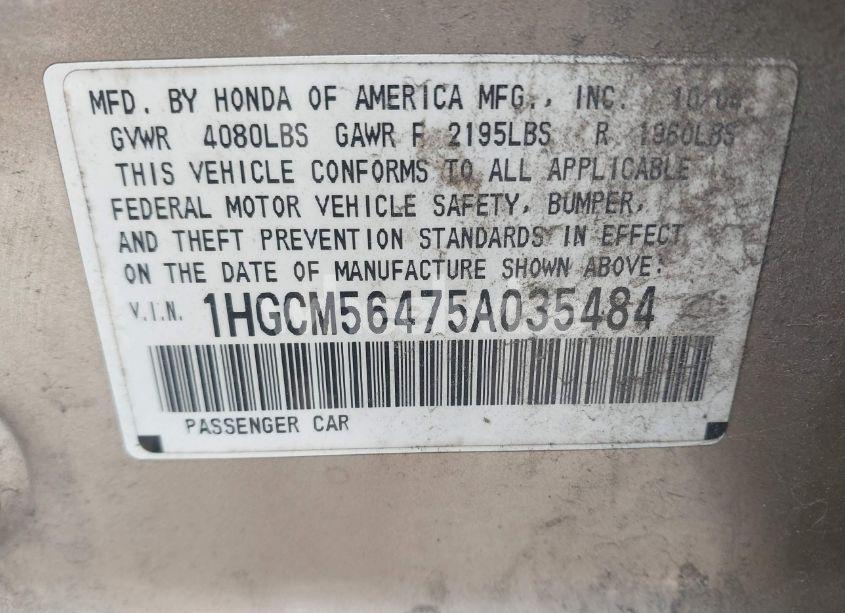 MFD. BY HONDA OF AMERICA MFG., INC. 10/04
GVWR 4080LBS GAWR F 2195LBS R 1960LBS
THIS VEHICLE CONFORMS TO ALL APPLICABLE
FEDERAL MOTOR VEHICLE SAFETY, BUMPER,
AND THEFT PREVENTION STANDARDS IN EFFECT
ON THE DATE OF MANUFACTURE SHOWN ABOVE:
V.I.N. 1HGCM56475A035484
PASSENGER CAR